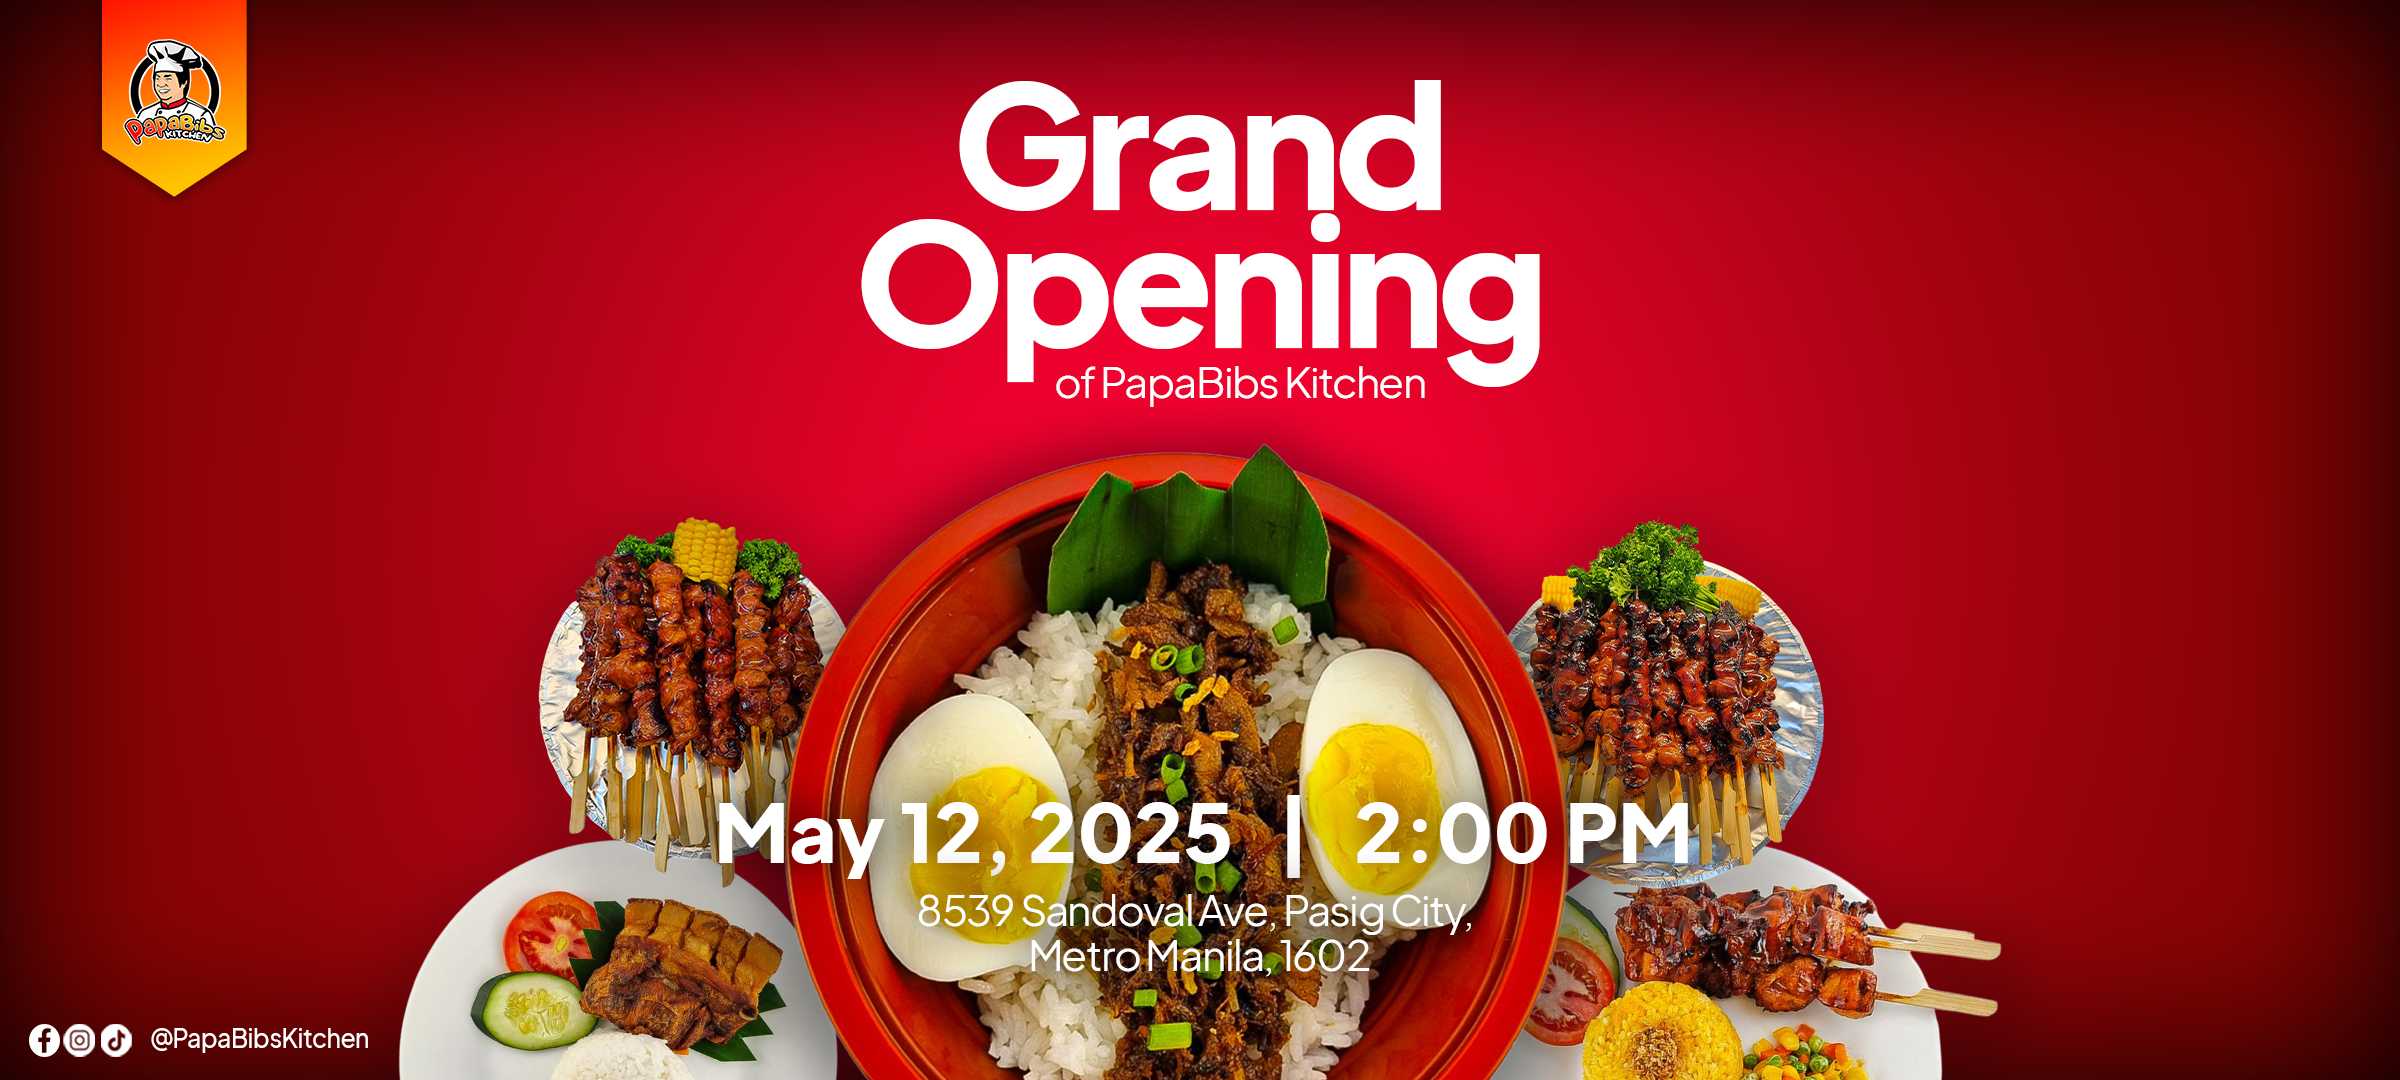 PapaBibs
KITCHEN
Grand
Opening
of PapaBibs Kitchen
May 12, 2025 | 2:00 PM
8539 Sandoval Ave, Pasig City,
Metro Manila, 1602
@PapaBibsKitchen